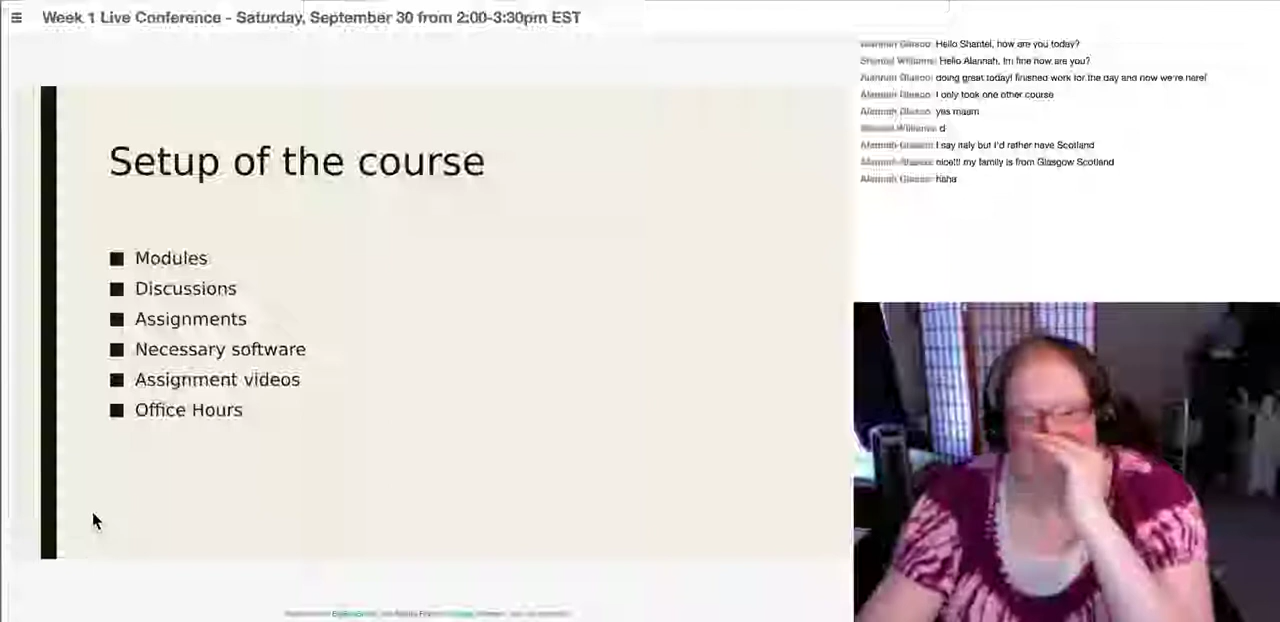 Week 1 Live Conference - Saturday, September 30 from 2:00-3:30pm EST
Setup of the course
Modules
Discussions
Assignments
Necessary software
Assignment videos
Office Hours
Hello Shantel, how are you today?
Hello Alannah, Im fine how are you?
doing great today! finished work for the day and now we're here!
I only took one other course
yes maam
d
I say italy but I'd rather have Scotland
nice!!! my family is from Glasgow Scotland
haha